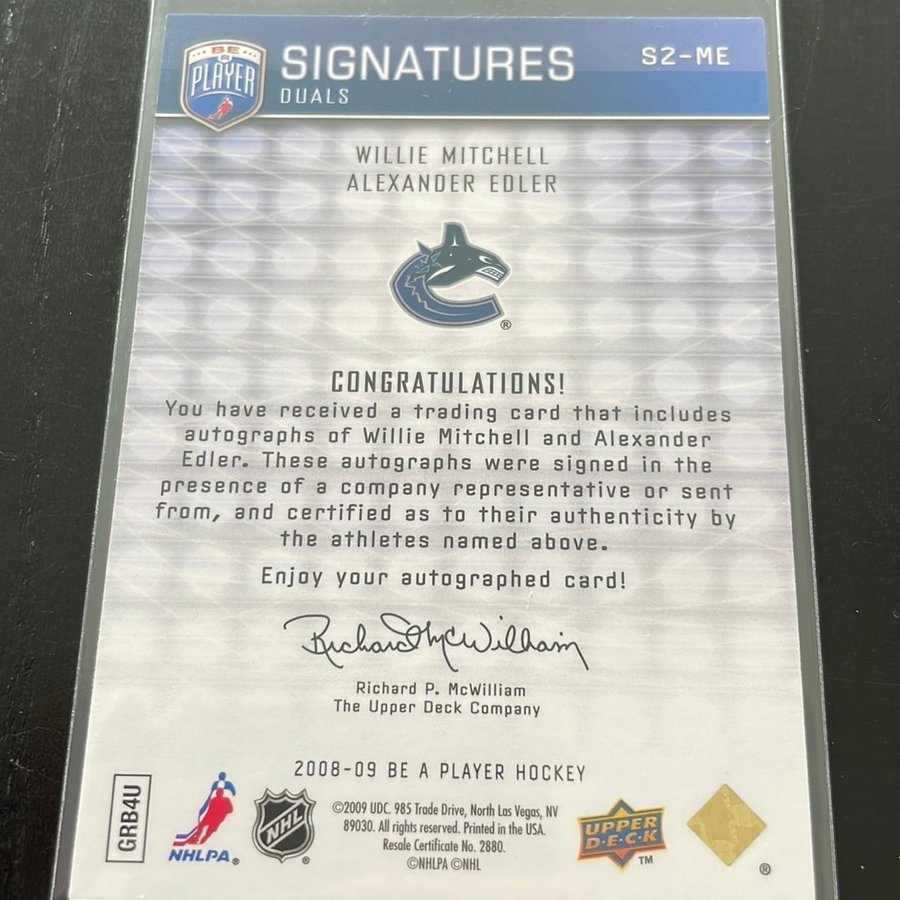 BE
A
PLAYER
SIGNATURES
DUALS
S2-ME
WILLIE MITCHELL
ALEXANDER EDLER
®
CONGRATULATIONS!
You have received a trading card that includes
autographs of Willie Mitchell and Alexander
Edler. These autographs were signed in the
presence of a company representative or sent
from, and certified as to their authenticity by
the athletes named above.
Enjoy your autographed card!
Richard McWilliam
Richard P. McWilliam
The Upper Deck Company
2008-09 BE A PLAYER HOCKEY
GRB4U
NHLPA®
NHL
®
©2009 UDC. 985 Trade Drive, North Las Vegas, NV
89030. All rights reserved. Printed in the USA.
Resale Certificate No. 2880.
©NHLPA ©NHL
UPPER
D·E·C·K
TM
®